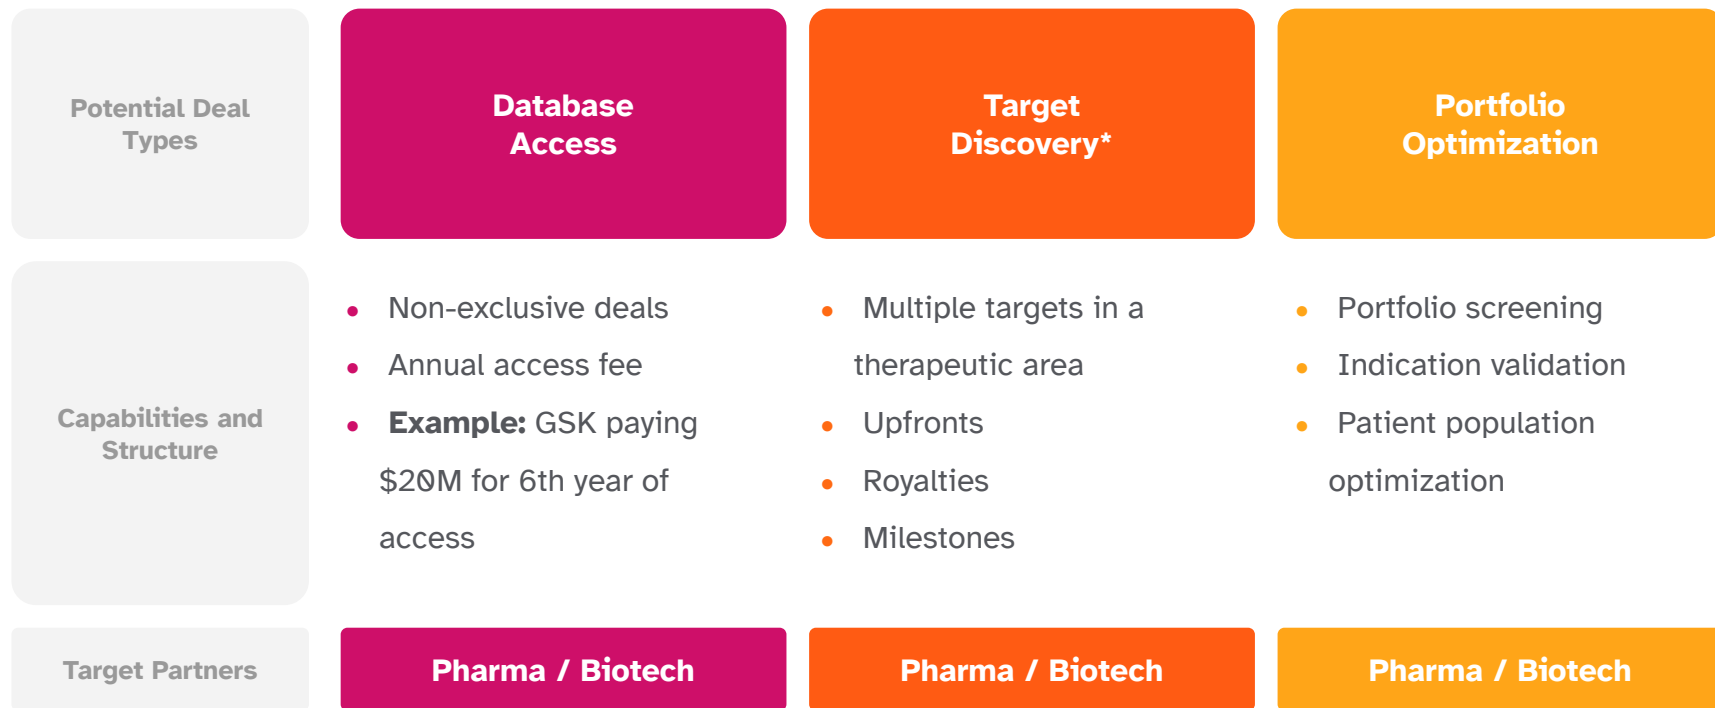 Potential Deal
Types
Database
Access
Target
Discovery*
Portfolio
Optimization
Capabilities and
Structure
• Non-exclusive deals
• Annual access fee
• Example: GSK paying
$20M for 6th year of
access
• Multiple targets in a
therapeutic area
• Upfronts
• Royalties
• Milestones
• Portfolio screening
• Indication validation
• Patient population
optimization
Target Partners
Pharma / Biotech
Pharma / Biotech
Pharma / Biotech